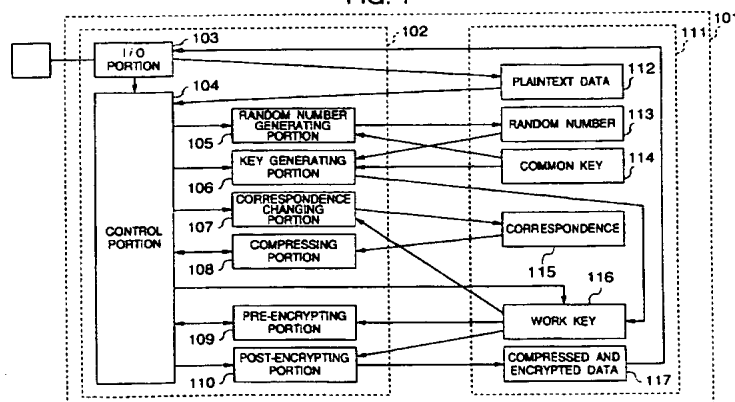 FIG. 1
101
102
111
103
I/O
PORTION
104
112
PLAINTEXT DATA
113
RANDOM NUMBER
GENERATING
PORTION
RANDOM NUMBER
105
114
KEY GENERATING
PORTION
COMMON KEY
106
CORRESPONDENCE
CHANGING
PORTION
CORRESPONDENCE
107
CONTROL
PORTION
COMPRESSING
PORTION
115
108
116
PRE-ENCRYPTING
PORTION
WORK KEY
109
POST-ENCRYPTING
PORTION
COMPRESSED AND
ENCRYPTED DATA
110
117